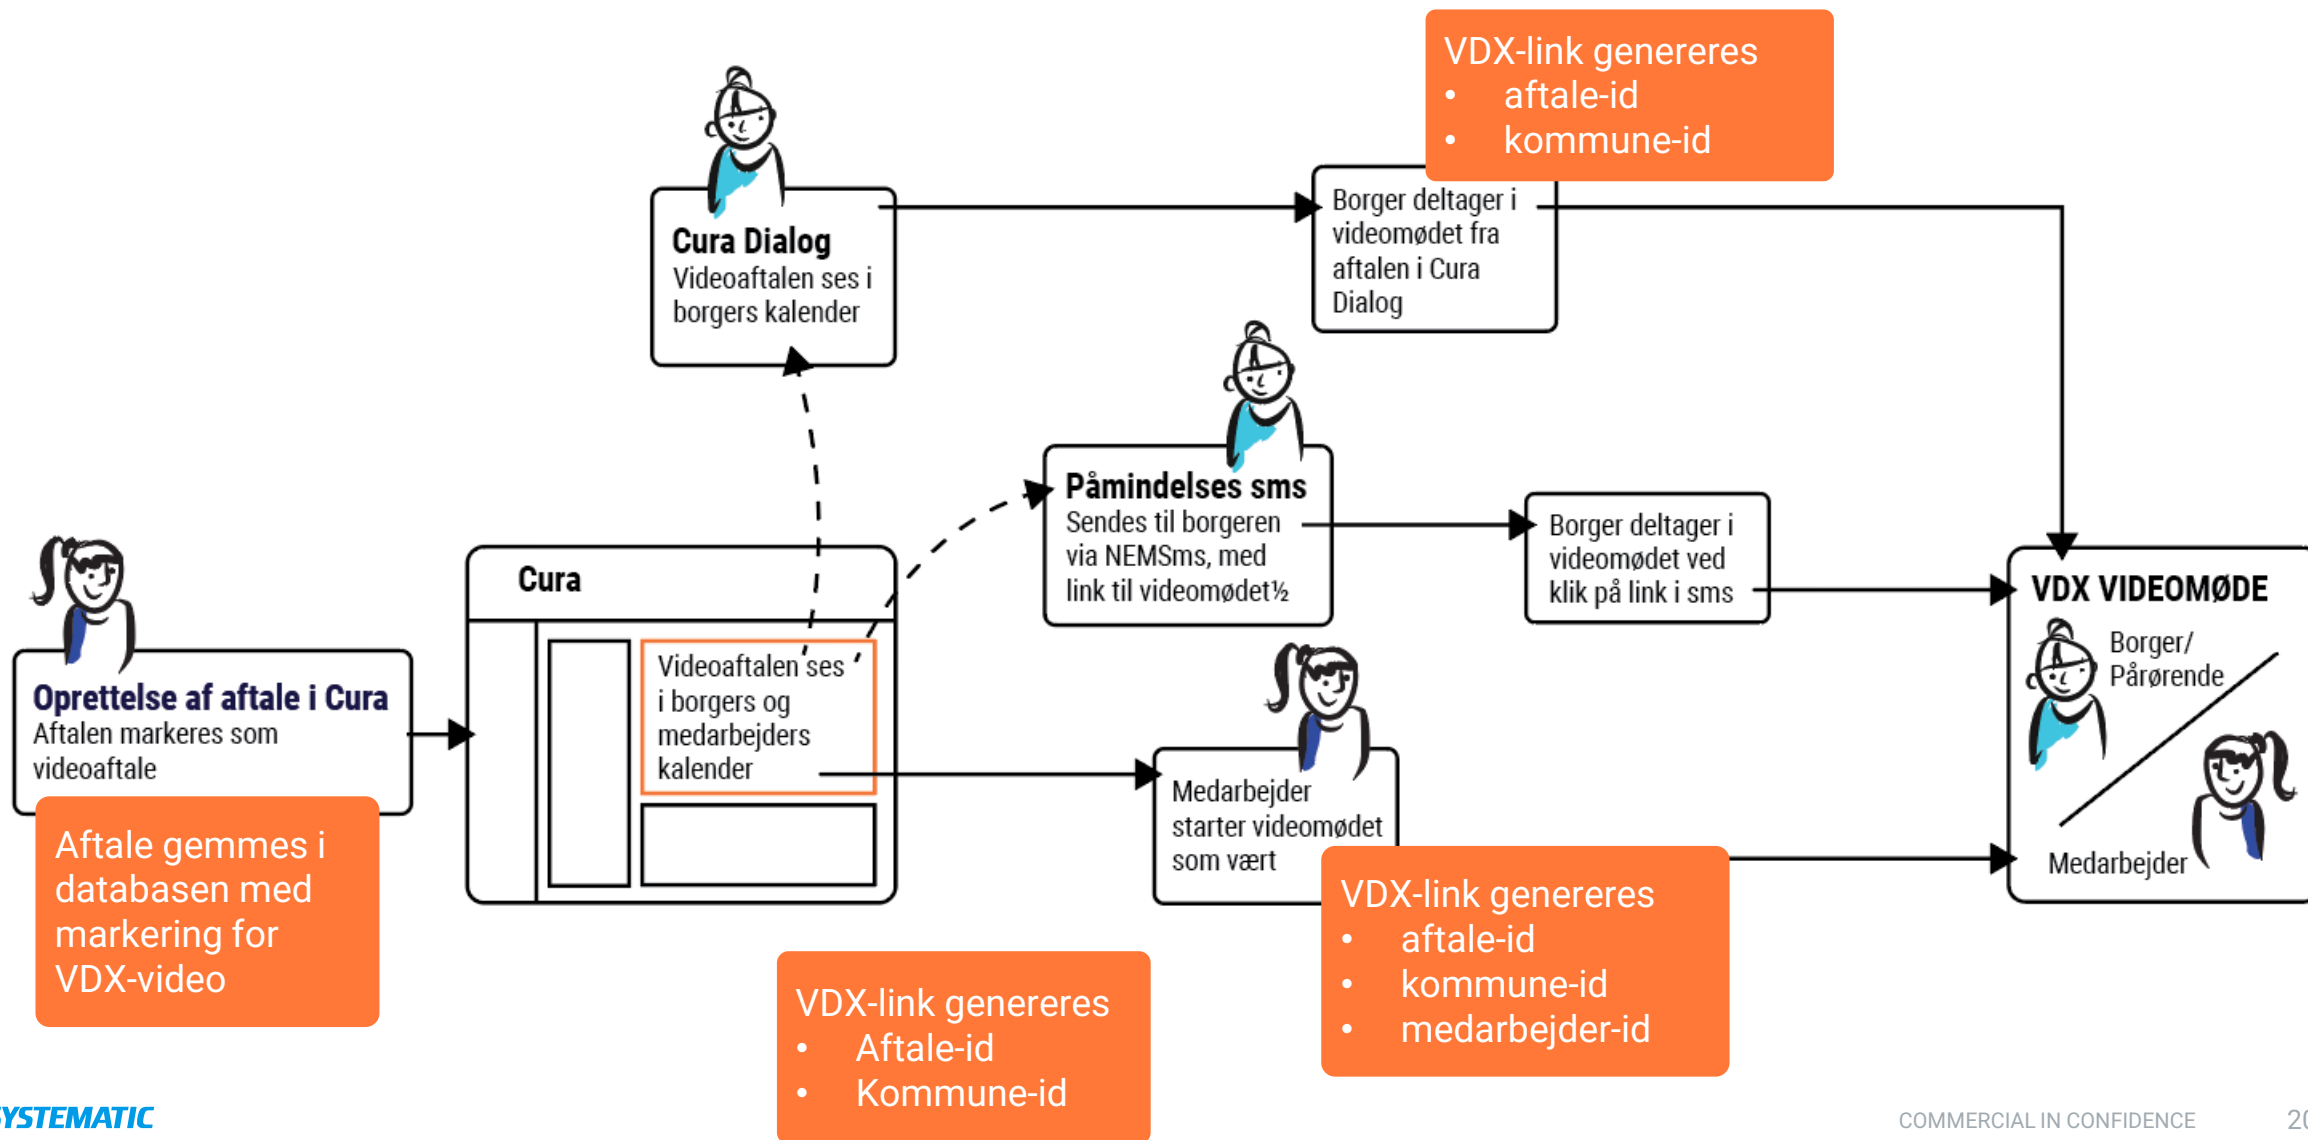 VDX-link genereres
• aftale-id
• kommune-id
Cura Dialog
Videoaftalen ses i
borgers kalender
Borger deltager i
videomødet fra
aftalen i Cura
Dialog
Påmindelses sms
Sendes til borgeren
via NEMSms, med
link til videomødet½
Borger deltager i
videomødet ved
klik på link i sms
Oprettelse af aftale i Cura
Aftalen markeres som
videoaftale
Aftale gemmes i
databasen med
markering for
VDX-video
Cura
Videoaftalen ses
i borgers og
medarbejders
kalender
VDX-link genereres
• Aftale-id
• Kommune-id
Medarbejder
starter videomødet
som vært
VDX-link genereres
• aftale-id
• kommune-id
• medarbejder-id
VDX VIDEOMØDE
Borger/
Pårørende
Medarbejder
SYSTEMATIC
COMMERCIAL IN CONFIDENCE